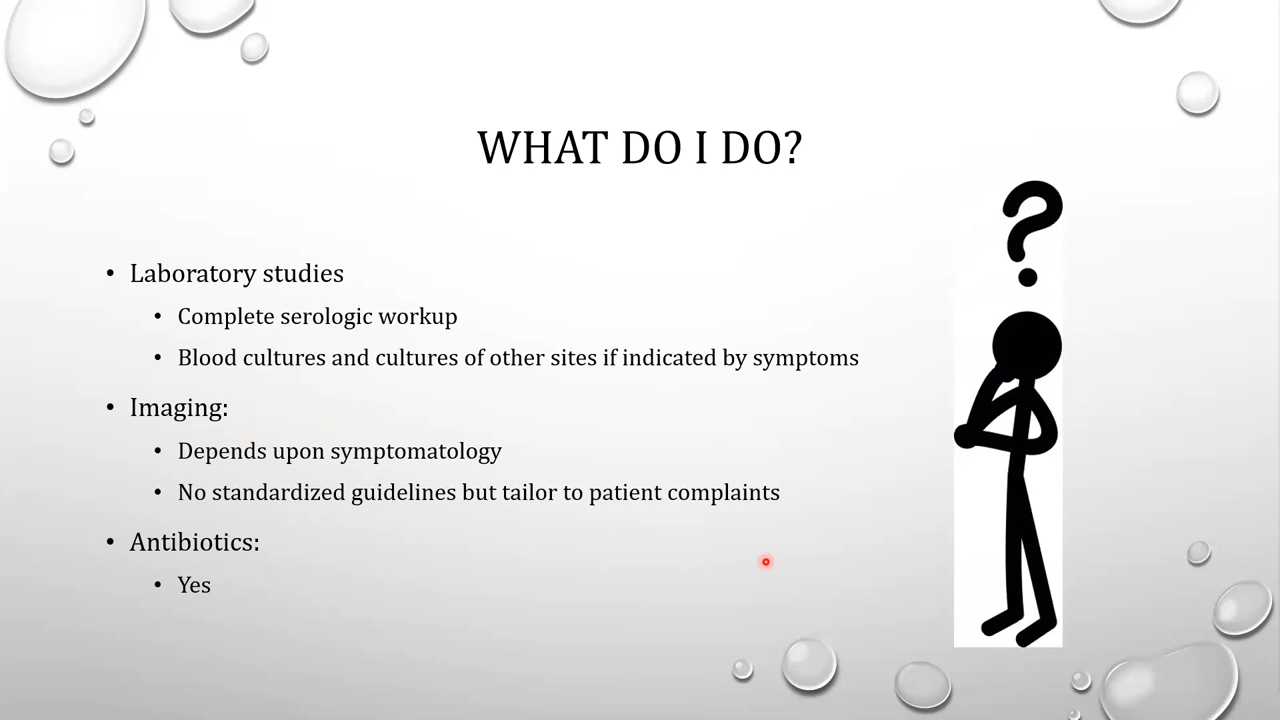 WHAT DO I DO?
?
• Laboratory studies
• Complete serologic workup
• Blood cultures and cultures of other sites if indicated by symptoms
• Imaging:
• Depends upon symptomatology
• No standardized guidelines but tailor to patient complaints
• Antibiotics:
• Yes